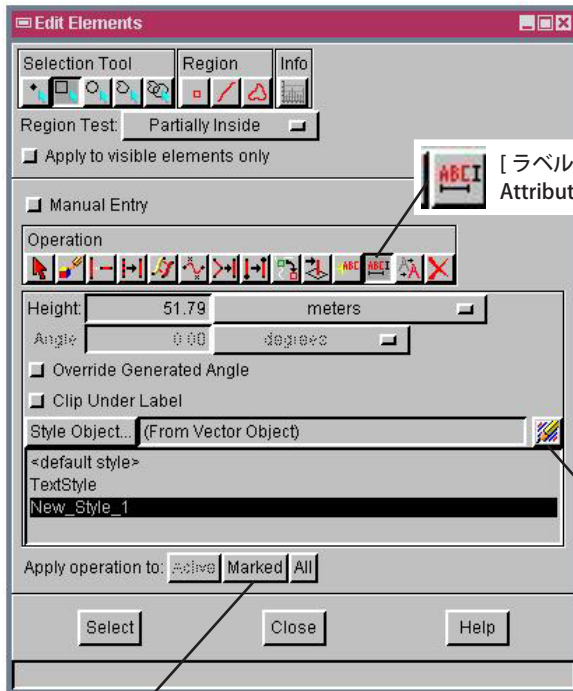 Edit Elements
Selection Tool
Region
Info
Region Test: Partially Inside
Apply to visible elements only
ABCI
[ ラベル
Attribut
Manual Entry
Operation
ABC ABCI
Height: 51.79 meters
Angle 0.00 degrees
Override Generated Angle
Clip Under Label
Style Object... (From Vector Object)
<default style>
TextStyle
New_Style_1
Apply operation to: Active Marked All
Select Close Help